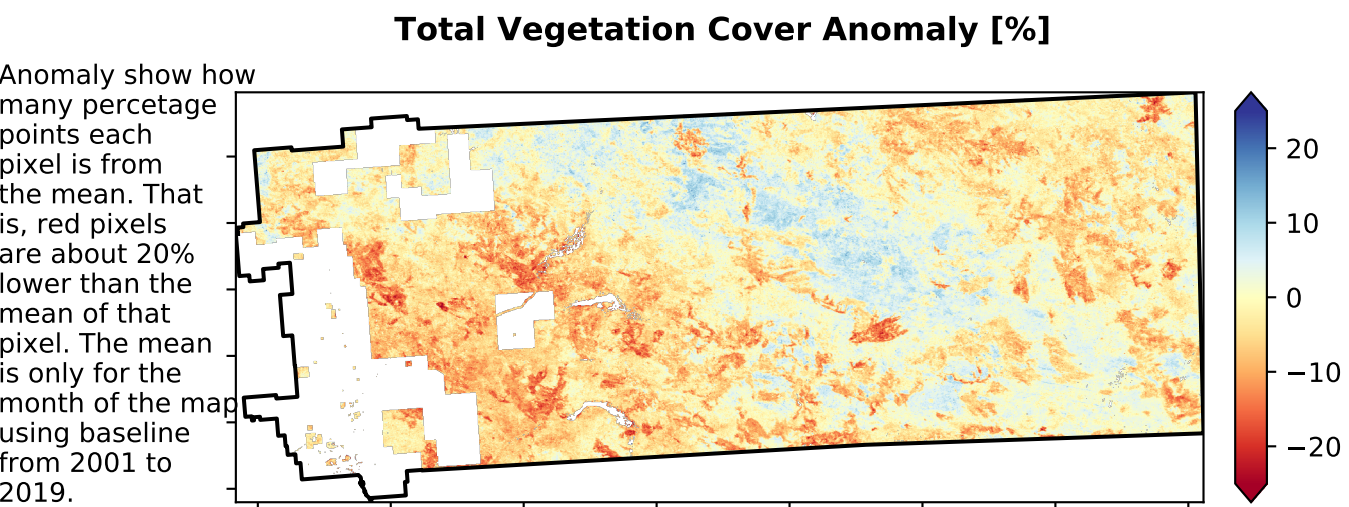 Total Vegetation Cover Anomaly [%]
Anomaly show how
many percetage
points each
pixel is from
the mean. That
is, red pixels
are about 20%
lower than the
mean of that
pixel. The mean
is only for the
month of the map
using baseline
from 2001 to
2019.
20
10
0
−10
−20